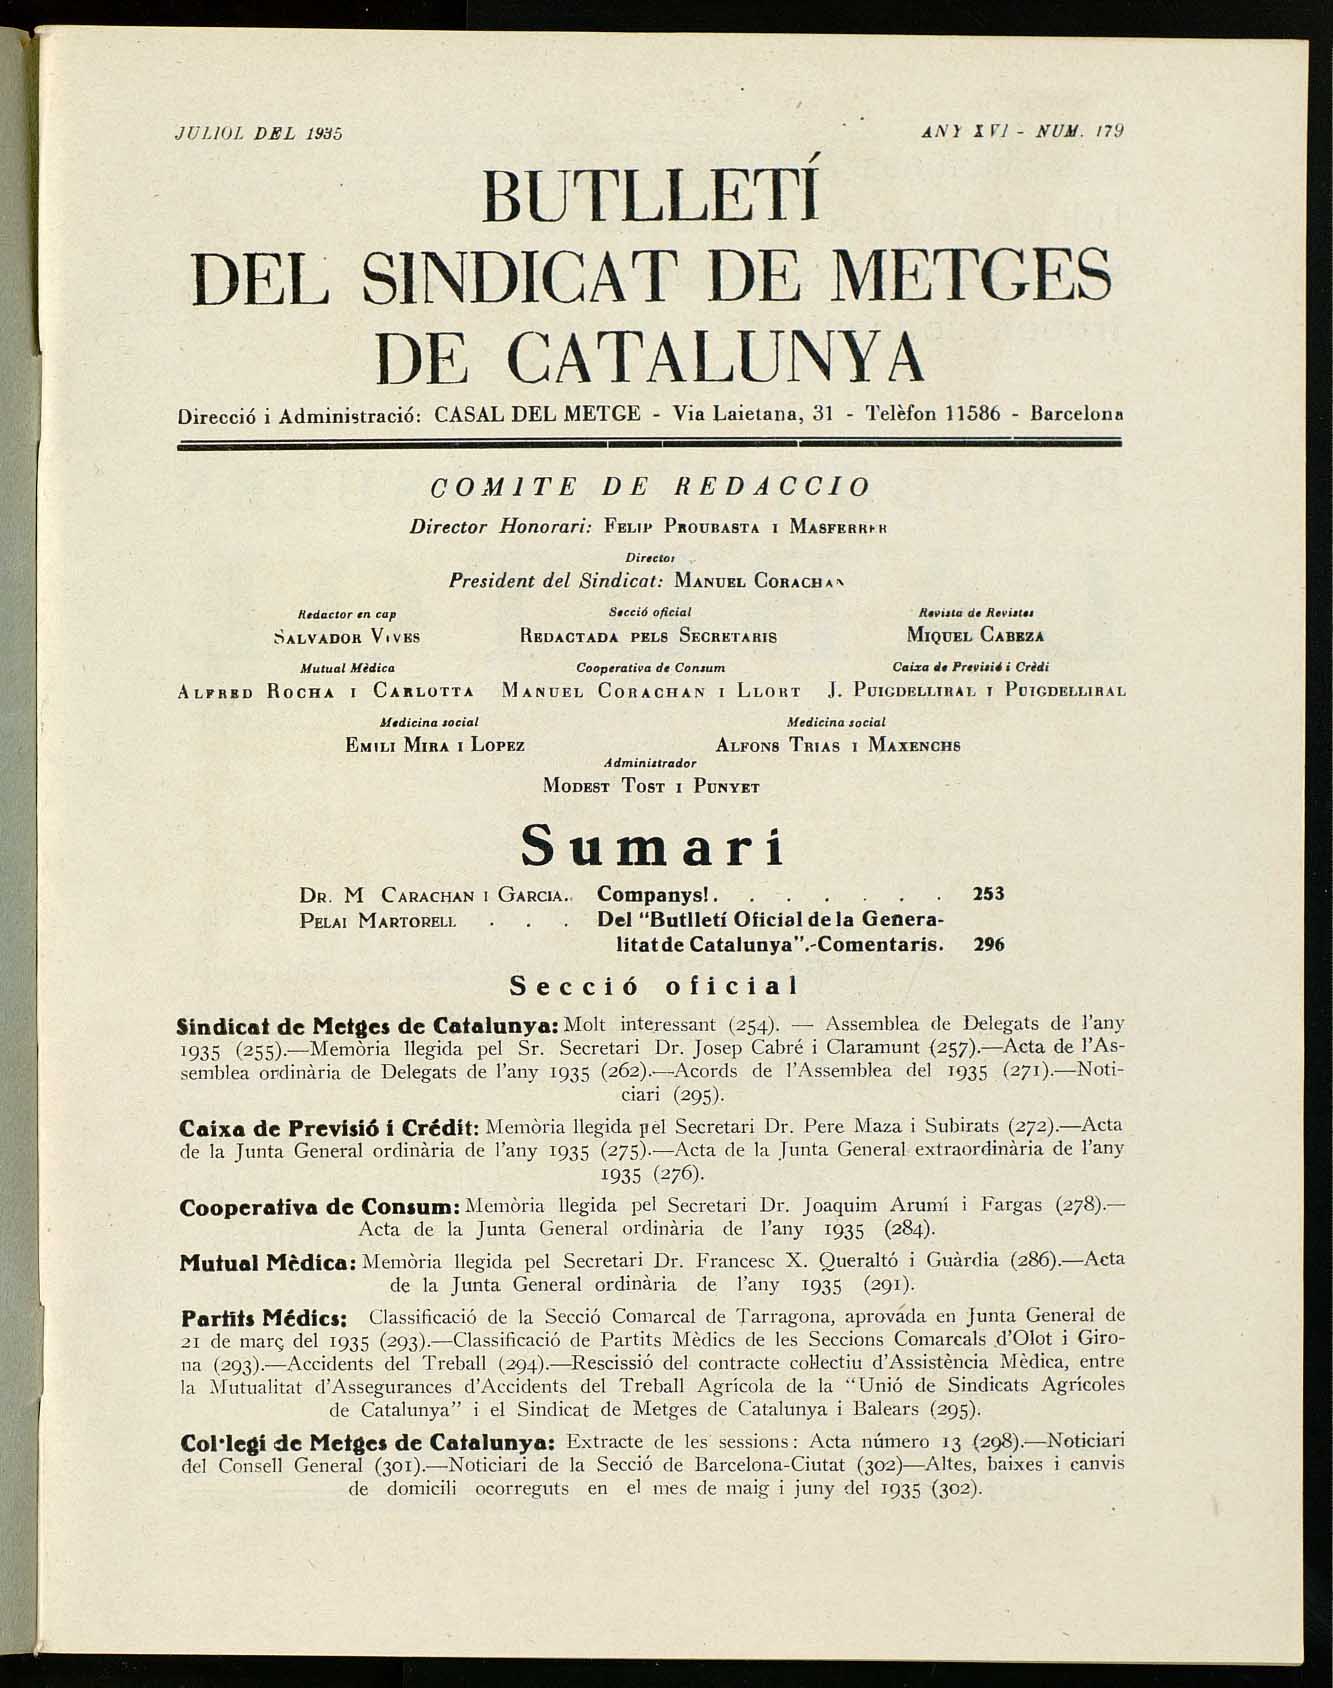 JULIOL DEL 1935
ANY XVI - NUM. 179
BUTLLETÍ
DEL SINDICAT DE METGES
DE CATALUNYA
Direcció i Administració: CASAL DEL METGE - Via Laietana, 31 - Telèfon 11586 - Barcelona
COMITE DE REDACCIO
Director Honorari: FELIP PROUBASTA I MASFERRER
Director
President del Sindicat: MANUEL CORACHAN
Redactor en cap Secció oficial Revista de Revistes
SALVADOR VIVES REDACTADA PELS SECRETARIS MIQUEL CABEZA
Mutual Mèdica Cooperativa de Consum Caixa de Previsió i Crèdi
ALFRED ROCHA I CARLOTTA MANUEL CORACHAN I LLORT J. PUIGDELLIRAL I PUIGDELLIRAL
Medicina social Medicina social
EMILI MIRA I LOPEZ ALFONS TRIAS I MAXENCHS
Administrador
MODEST TOST I PUNYET
Sumari
DR. M CARACHAN I GARCIA.. Companys!. . . . . . . . 253
PELAI MARTORELL . . . Del "Butlletí Oficial de la Genera-
litat de Catalunya".-Comentaris. 296
Secció oficial
Sindicat de Metges de Catalunya: Molt interessant (254). — Assemblea de Delegats de l'any
1935 (255).—Memòria llegida pel Sr. Secretari Dr. Josep Cabré i Claramunt (257).—Acta de l'As-
semblea ordinària de Delegats de l'any 1935 (262).—Acords de l'Assemblea del 1935 (271).—Noti-
ciari (295).
Caixa de Previsió i Crédit: Memòria llegida pel Secretari Dr. Pere Maza i Subirats (272).—Acta
de la Junta General ordinària de l'any 1935 (275).—Acta de la Junta General extraordinària de l'any
1935 (276).
Cooperativa de Consum: Memòria llegida pel Secretari Dr. Joaquim Arumí i Fargas (278).—
Acta de la Junta General ordinària de l'any 1935 (284).
Mutual Mèdica: Memòria llegida pel Secretari Dr. Francesc X. Queraltó i Guàrdia (286).—Acta
de la Junta General ordinària de l'any 1935 (291).
Partits Médics: Classificació de la Secció Comarcal de Tarragona, aprovada en Junta General de
21 de març del 1935 (293).—Classificació de Partits Mèdics de les Seccions Comarcals d'Olot i Giro-
na (293).—Accidents del Treball (294).—Rescissió del contracte col·lectiu d'Assistència Mèdica, entre
la Mutualitat d'Assegurances d'Accidents del Treball Agrícola de la "Unió de Sindicats Agrícoles
de Catalunya" i el Sindicat de Metges de Catalunya i Balears (295).
Col·legi de Metges de Catalunya: Extracte de les sessions: Acta número 13 (298).—Noticiari
del Consell General (301).—Noticiari de la Secció de Barcelona-Ciutat (302)—Altes, baixes i canvis
de domicili ocorreguts en el mes de maig i juny del 1935 (302).